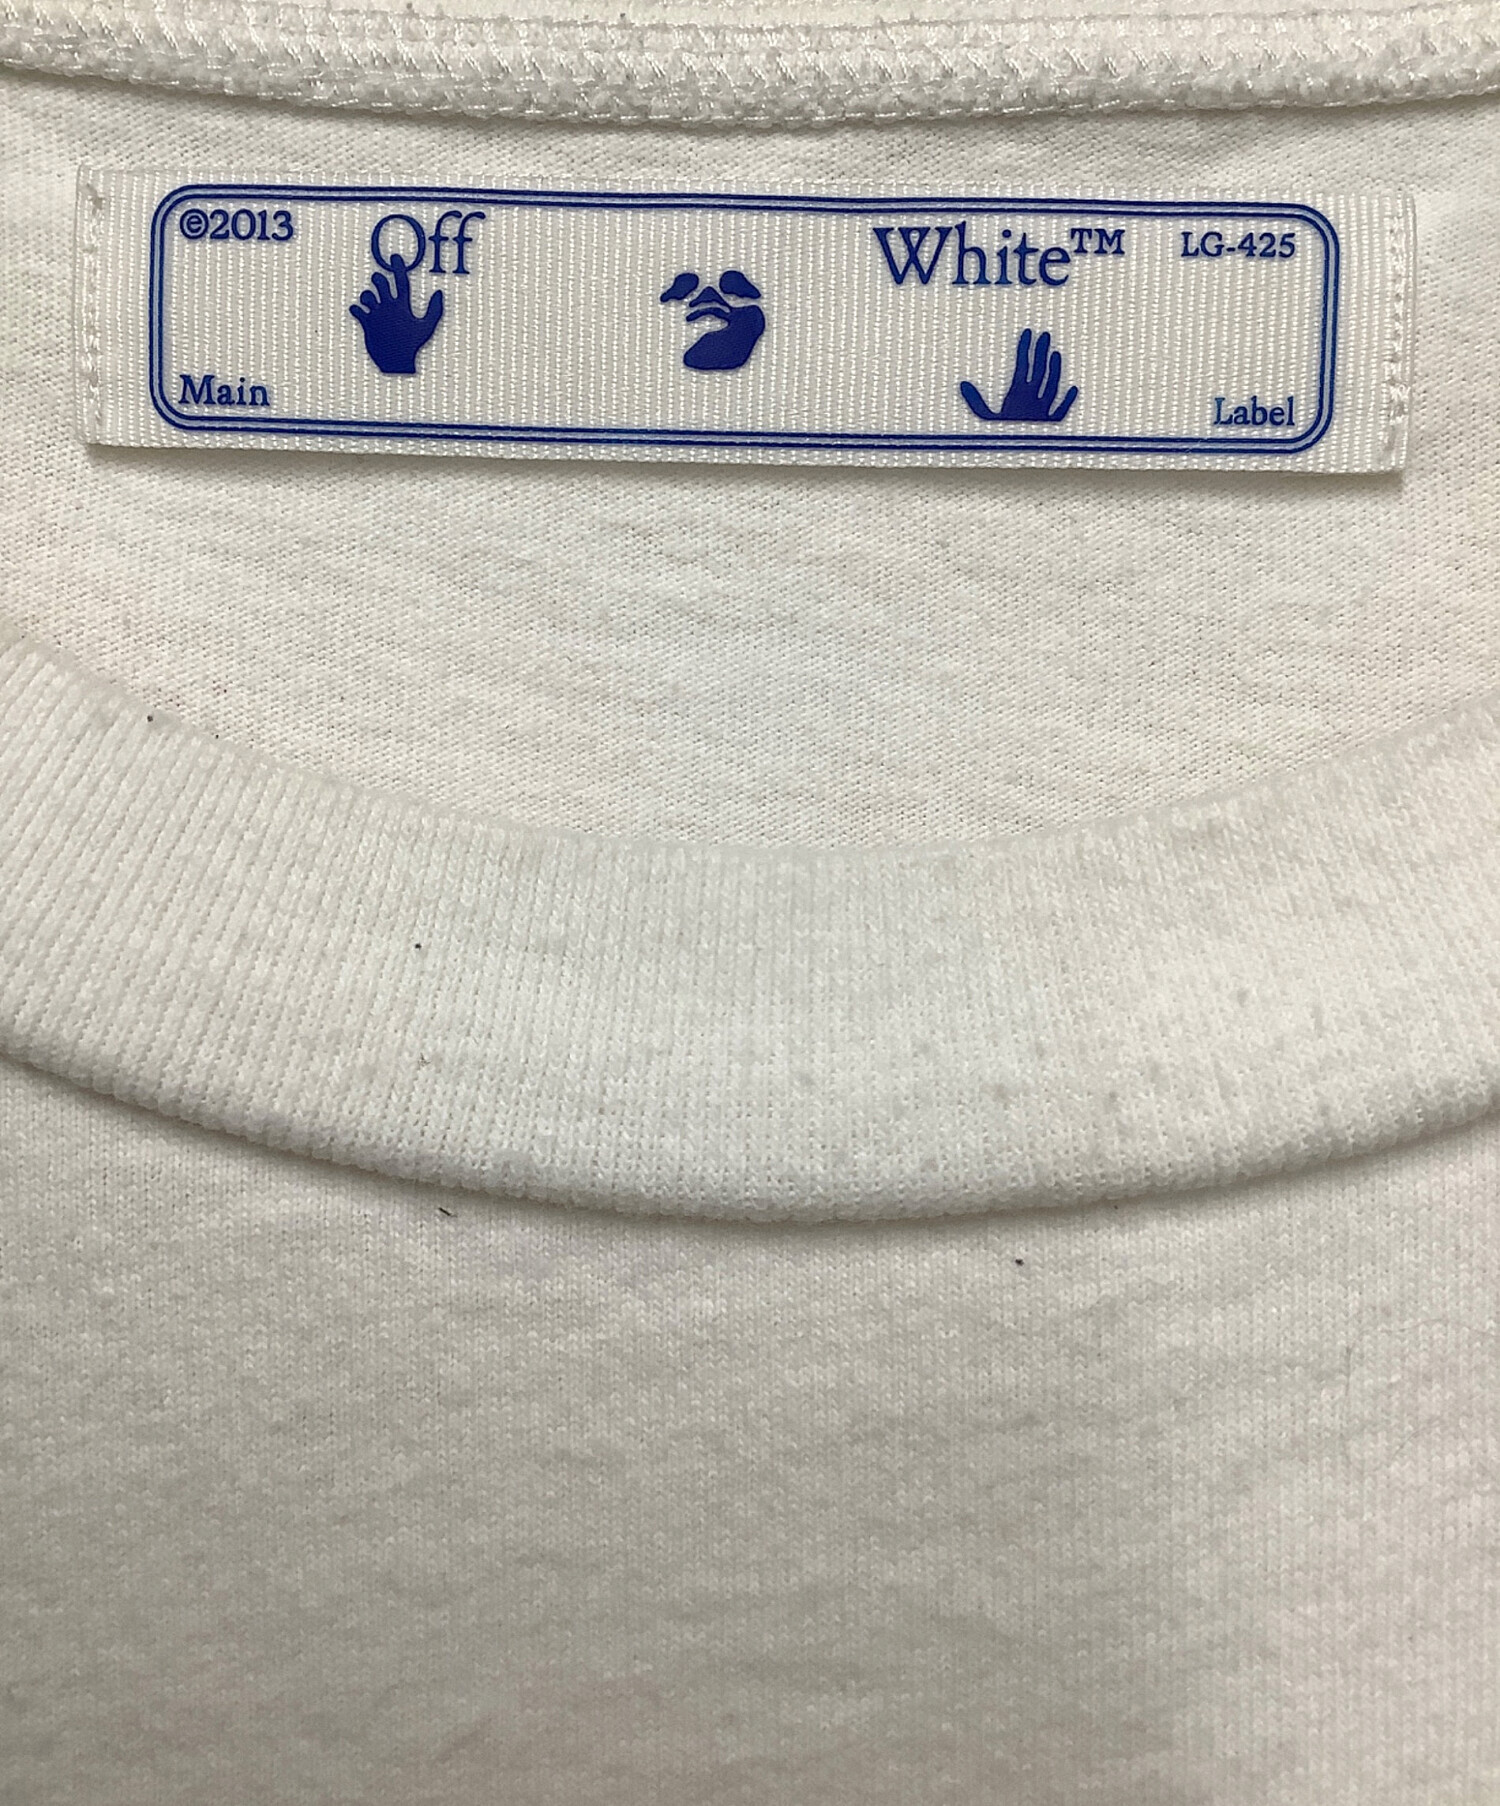 ©2013 Off White™ LG-425
Main Label